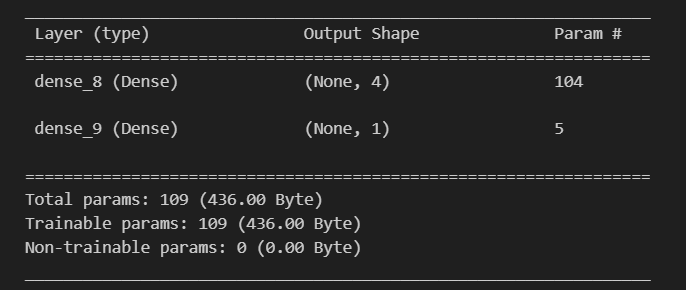 Layer (type) Output Shape Param #
=================================================================
dense_8 (Dense) (None, 4) 104
dense_9 (Dense) (None, 1) 5
=================================================================
Total params: 109 (436.00 Byte)
Trainable params: 109 (436.00 Byte)
Non-trainable params: 0 (0.00 Byte)